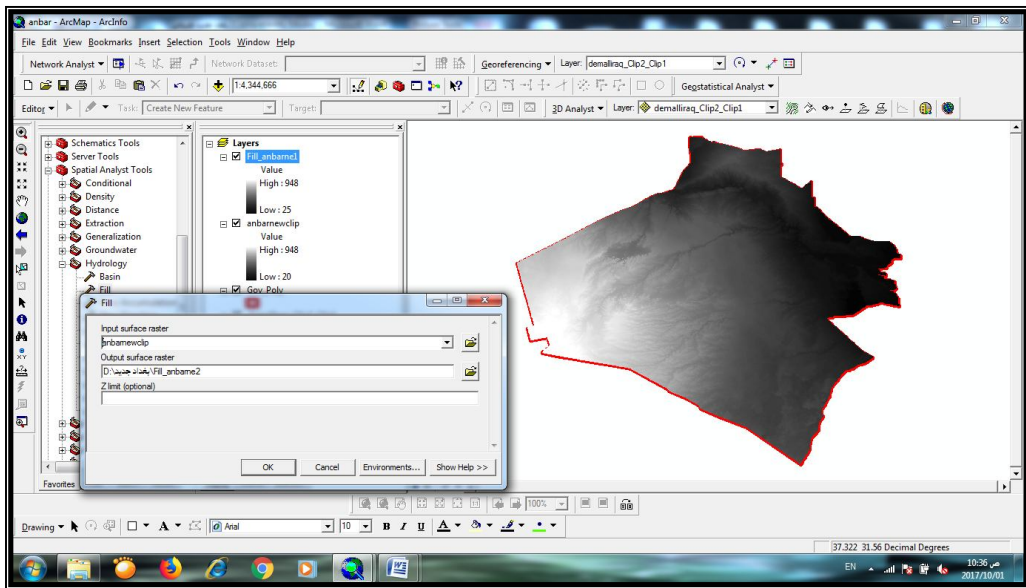 anbar - ArcMap - ArcInfo
File Edit View Bookmarks Insert Selection Tools Window Help
Network Analyst Network Dataset: Georeferencing Layer: demalliraq_Clip2_Clip1
1:4,344,666 Geostatistical Analyst
Editor Task: Create New Feature Target: 3D Analyst Layer: demalliraq_Clip2_Clip1
Schematics Tools
Server Tools
Spatial Analyst Tools
Conditional
Density
Distance
Extraction
Generalization
Groundwater
Hydrology
Basin
Fill
Layers
Fill_anbarne1
Value
High : 948
Low : 25
anbarnewclip
Value
High : 948
Low : 20
Gov_Poly
Fill
Input surface raster
anbarnewclip
Output surface raster
D:\بغداد جديد\Fill_anbarne2
Z limit (optional)
OK Cancel Environments... Show Help >>
Favorites
100%
Drawing A Arial 10 B I U A
37.322 31.56 Decimal Degrees
EN 10:36 ص
2017/10/01